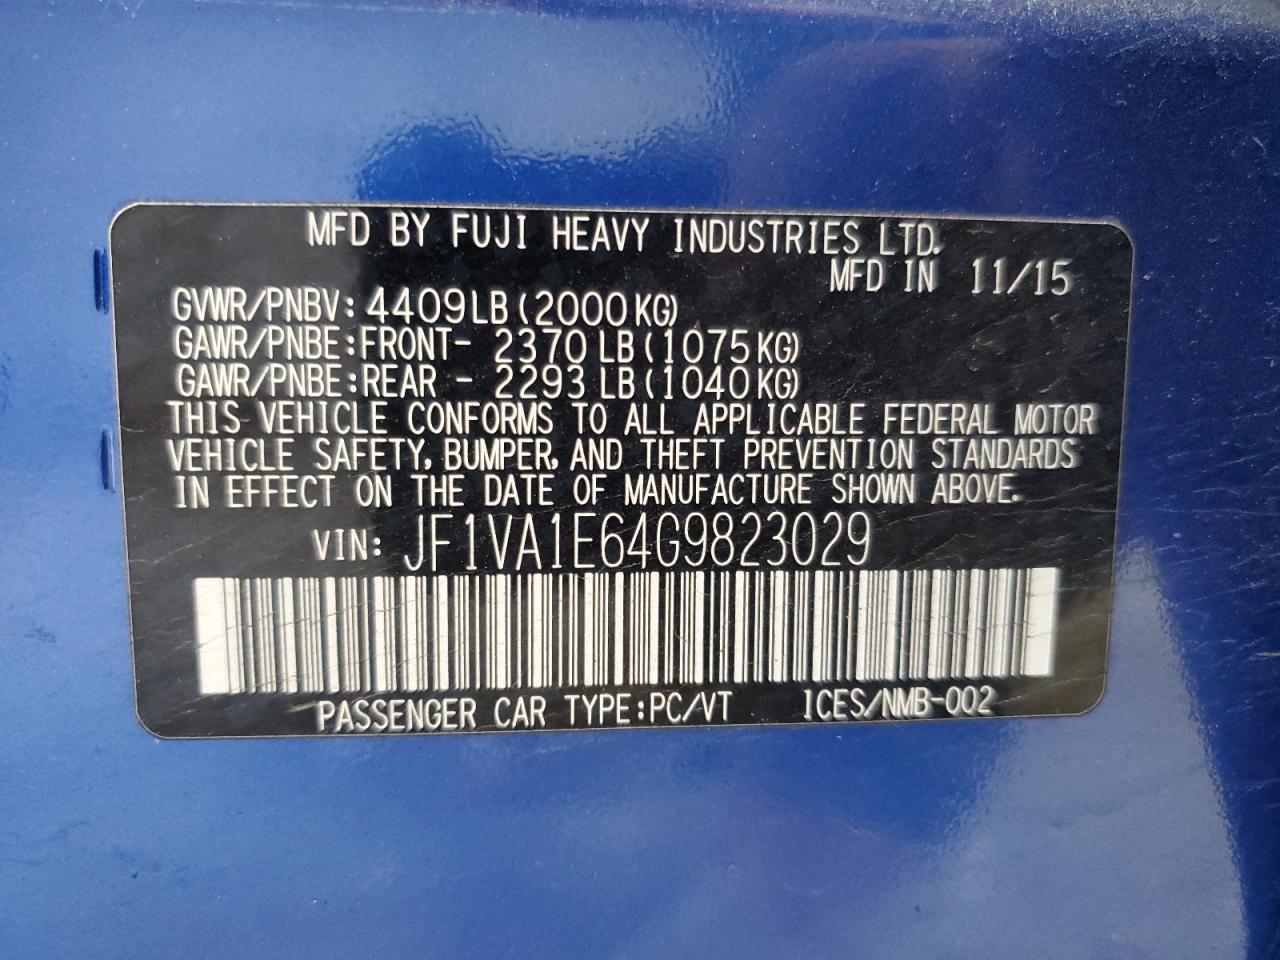 MFD BY FUJI HEAVY INDUSTRIES LTD.
MFD IN 11/15
GVWR/PNBV: 4409LB (2000KG)
GAWR/PNBE:FRONT- 2370 LB (1075KG)
GAWR/PNBE:REAR - 2293 LB (1040KG)
THIS VEHICLE CONFORMS TO ALL APPLICABLE FEDERAL MOTOR
VEHICLE SAFETY, BUMPER, AND THEFT PREVENTION STANDARDS
IN EFFECT ON THE DATE OF MANUFACTURE SHOWN ABOVE.
VIN: JF1VA1E64G9823029
PASSENGER CAR TYPE:PC/VT ICES/NMB-002